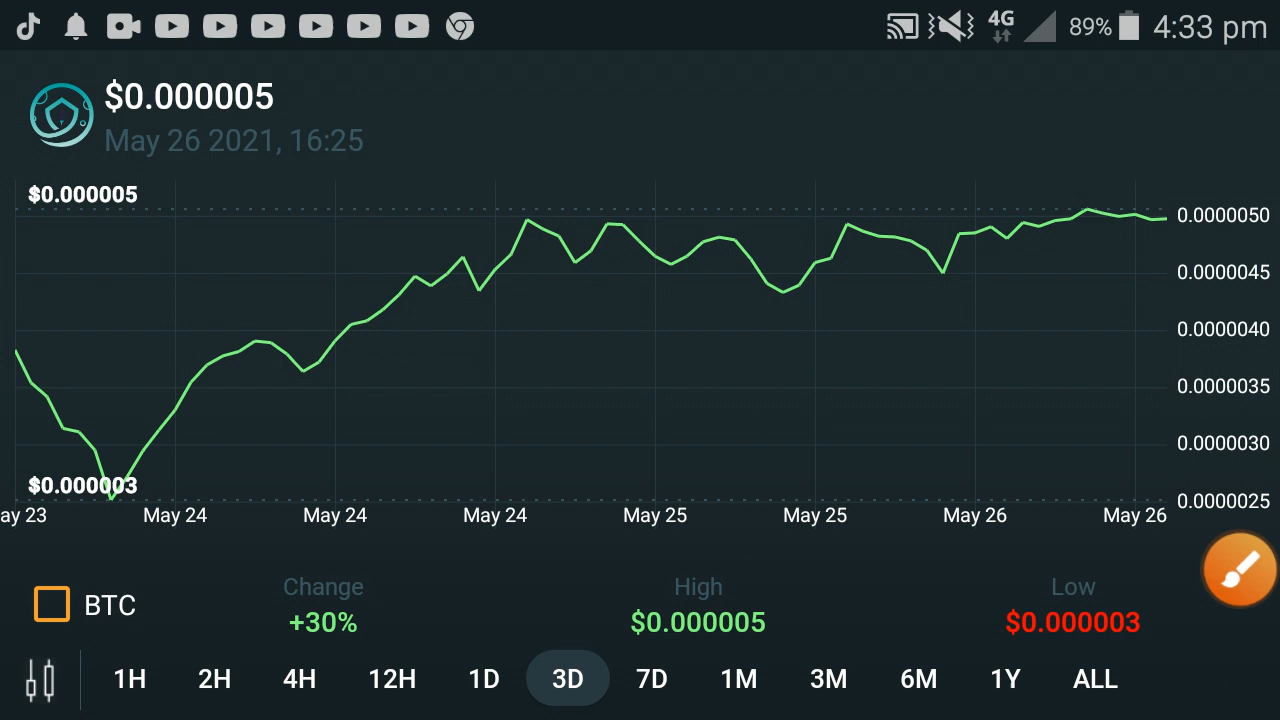 4G 89% 4:33 pm
$0.000005
May 26 2021, 16:25
$0.000005
0.0000050
0.0000045
0.0000040
0.0000035
0.0000030
$0.000003
0.0000025
ay 23 May 24 May 24 May 24 May 25 May 25 May 26 May 26
Change High Low
BTC +30% $0.000005 $0.000003
1H 2H 4H 12H 1D 3D 7D 1M 3M 6M 1Y ALL